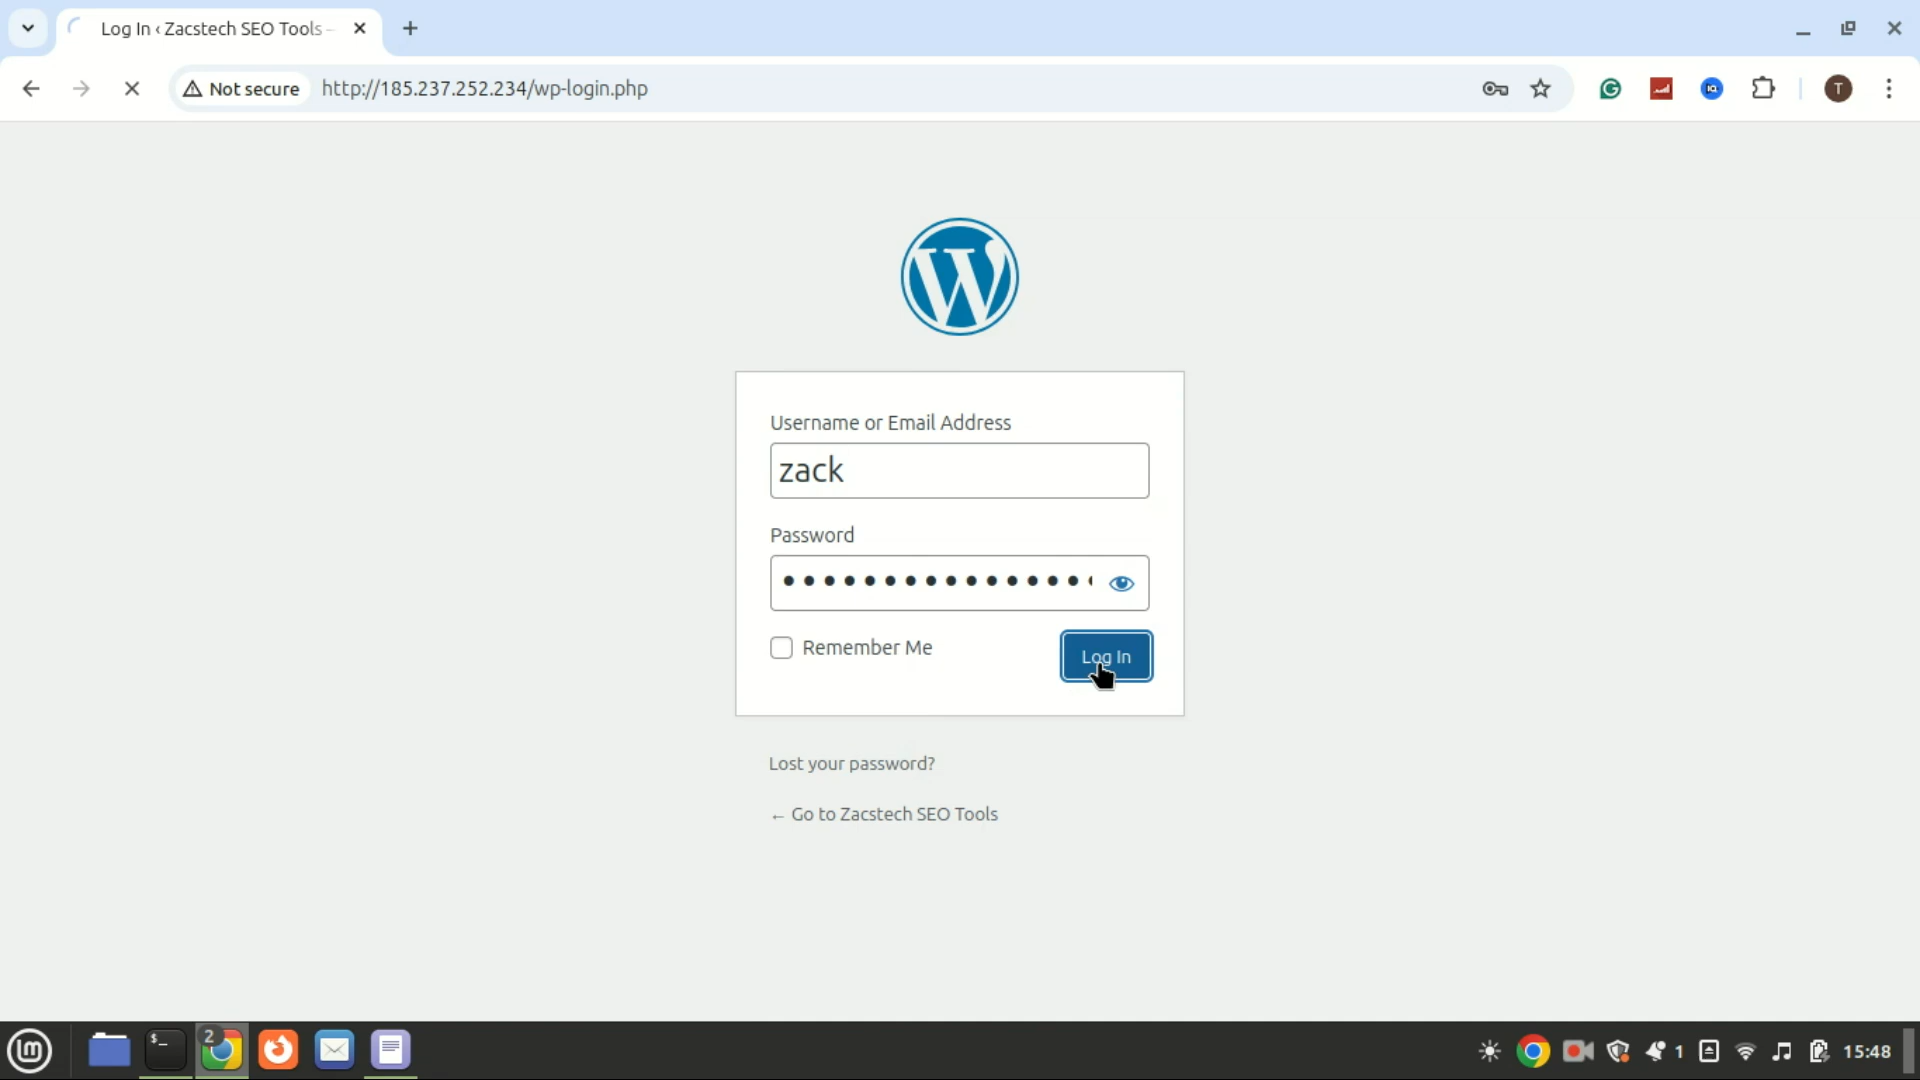 Log In ‹ Zacstech SEO Tools –
Not secure
http://185.237.252.234/wp-login.php
T
Username or Email Address
zack
Password
Remember Me
Log In
Lost your password?
← Go to Zacstech SEO Tools
$_
2
1
15:48